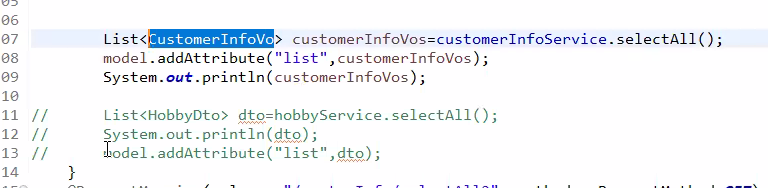 05
06
07 List<CustomerInfoVo> customerInfoVos=customerInfoService.selectAll();
08 model.addAttribute("list",customerInfoVos);
09 System.out.println(customerInfoVos);
10
11 // List<HobbyDto> dto=hobbyService.selectAll();
12 // System.out.println(dto);
13 // model.addAttribute("list",dto);
14 }